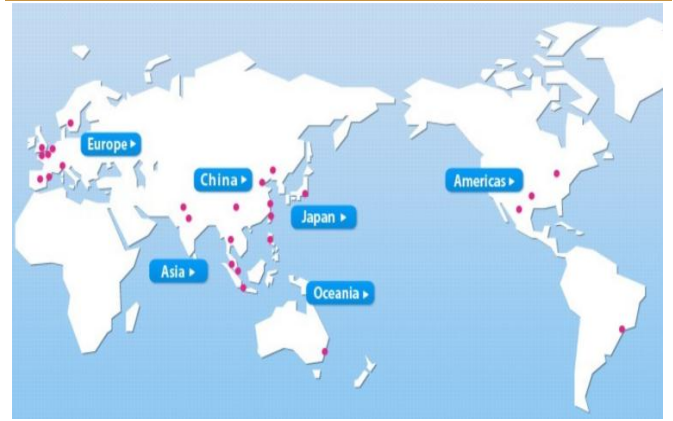 Europe ▸
China ▸
Americas ▸
Japan ▸
Asia ▸
Oceania ▸